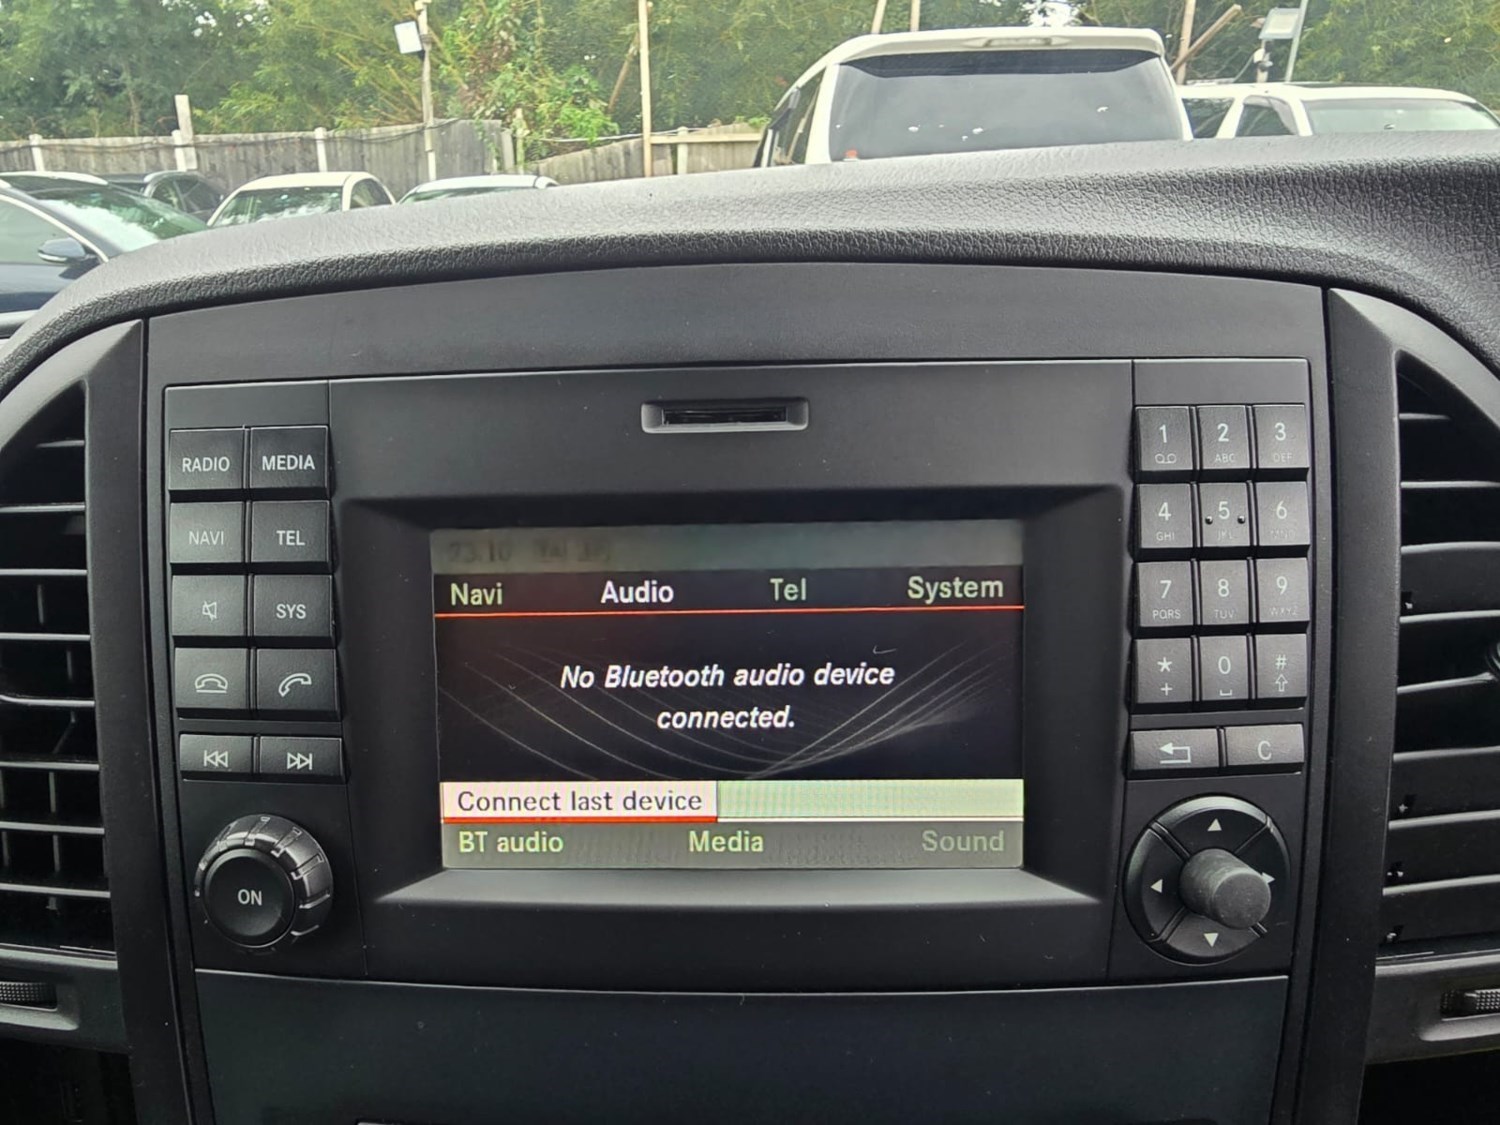 RADIO MEDIA
NAVI TEL
SYS
ON
Navi Audio Tel System
No Bluetooth audio device
connected.
Connect last device
BT audio Media Sound
1 2 3
ABC DEF
4 5 6
GHI JKL MNO
7 8 9
PQRS TUV WXYZ
* 0 #
+
C